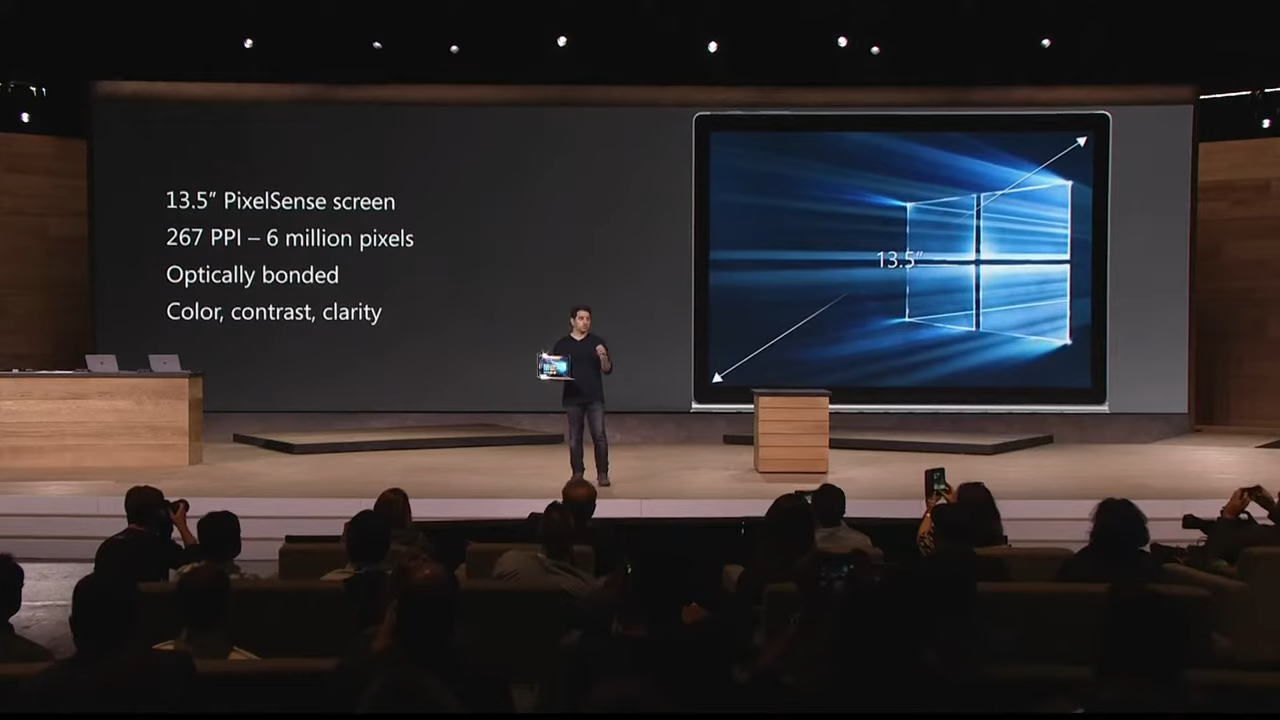 13.5” PixelSense screen
267 PPI – 6 million pixels
Optically bonded
Color, contrast, clarity
13.5”